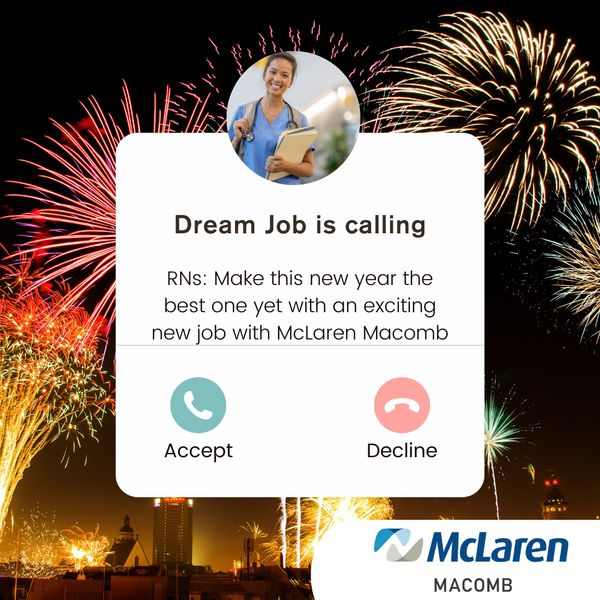 Dream Job is calling
RNs: Make this new year the
best one yet with an exciting
new job with McLaren Macomb
Accept
Decline
McLaren
MACOMB